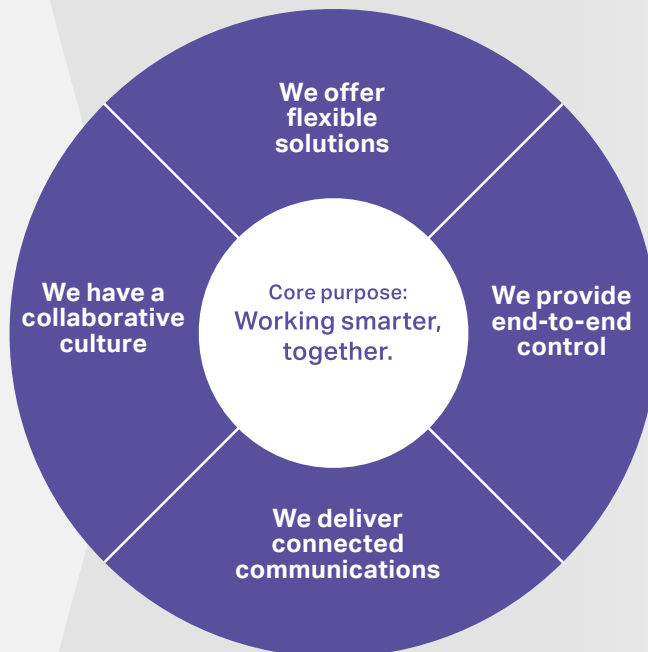 We offer
flexible
solutions
We have a
collaborative
culture
Core purpose:
Working smarter,
together.
We provide
end-to-end
control
We deliver
connected
communications